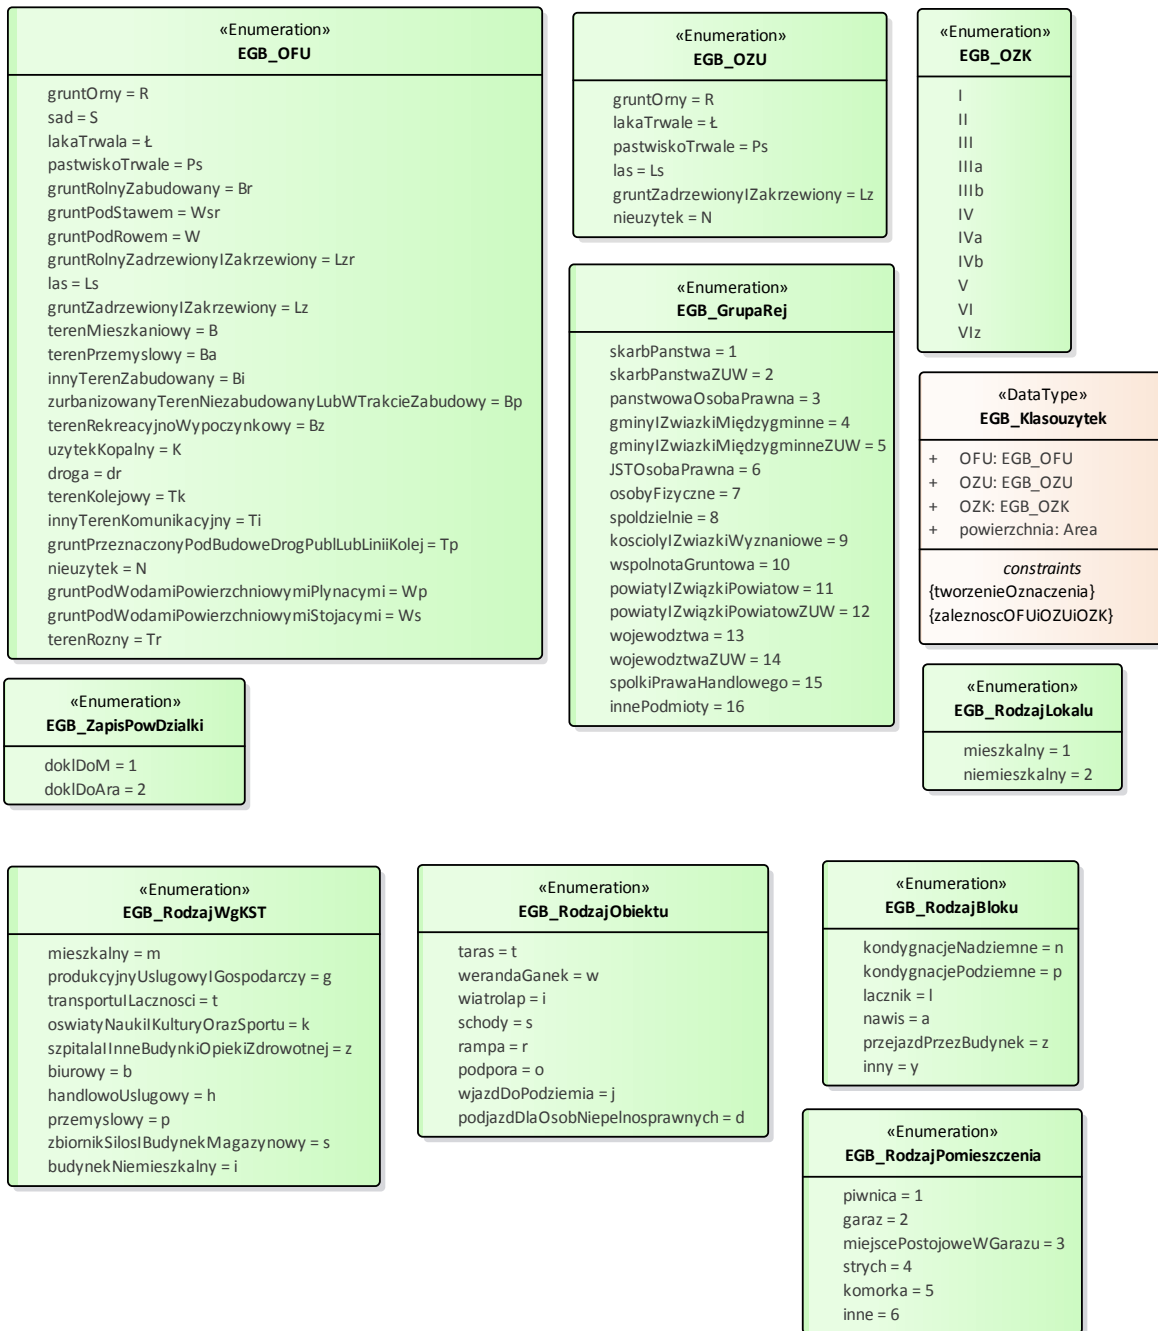 «Enumeration»
EGB_OFU
gruntOrny = R
sad = S
lakaTrwala = Ł
pastwiskoTrwale = Ps
gruntRolnyZabudowany = Br
gruntPodStawem = Wsr
gruntPodRowem = W
gruntRolnyZadrzewionyIZakrzewiony = Lzr
las = Ls
gruntZadrzewionyIZakrzewiony = Lz
terenMieszkaniowy = B
terenPrzemyslowy = Ba
innyTerenZabudowany = Bi
zurbanizowanyTerenNiezabudowanyLubWTrakcieZabudowy = Bp
terenRekreacyjnoWypoczynkowy = Bz
uzytekKopalny = K
droga = dr
terenKolejowy = Tk
innyTerenKomunikacyjny = Ti
gruntPrzeznaczonyPodBudoweDrogPublLubLiniiKolej = Tp
nieuzytek = N
gruntPodWodamiPowierzchniowymiPlynacymi = Wp
gruntPodWodamiPowierzchniowymiStojacymi = Ws
terenRozny = Tr
«Enumeration»
EGB_OZU
gruntOrny = R
lakaTrwale = Ł
pastwiskoTrwale = Ps
las = Ls
gruntZadrzewionyIZakrzewiony = Lz
nieuzytek = N
«Enumeration»
EGB_OZK
I
II
III
IIIa
IIIb
IV
IVa
IVb
V
VI
VIz
«Enumeration»
EGB_GrupaRej
skarbPanstwa = 1
skarbPanstwaZUW = 2
panstwowaOsobaPrawna = 3
gminyIZwiazkiMiędzygminne = 4
gminyIZwiazkiMiędzygminneZUW = 5
JSTOsobaPrawna = 6
osobyFizyczne = 7
spoldzielnie = 8
koscioly​IZwiazkiWyznaniowe = 9
wspolnotaGruntowa = 10
powiatyIZwiązkiPowiatow = 11
powiatyIZwiązkiPowiatowZUW = 12
wojewodztwa = 13
wojewodztwaZUW = 14
spolkiPrawaHandlowego = 15
innePodmioty = 16
«DataType»
EGB_Klasouzytek
+ OFU: EGB_OFU
+ OZU: EGB_OZU
+ OZK: EGB_OZK
+ powierzchnia: Area
constraints
{tworzenieOznaczenia}
{zaleznoscOFUiOZUiOZK}
«Enumeration»
EGB_ZapisPowDzialki
doklDoM = 1
doklDoAra = 2
«Enumeration»
EGB_RodzajLokalu
mieszkalny = 1
niemieszkalny = 2
«Enumeration»
EGB_RodzajWgKST
mieszkalny = m
produkcyjnyUslugowyIGospodarczy = g
transportuILacznosci = t
oswiatyNaukiIKulturyOrazSportu = k
szpitalaIInneBudynkiOpiekiZdrowotnej = z
biurowy = b
handlowoUslugowy = h
przemyslowy = p
zbiornikSilosIBudynekMagazynowy = s
budynekNiemieszkalny = i
«Enumeration»
EGB_RodzajObiektu
taras = t
werandaGanek = w
wiatrolap = i
schody = s
rampa = r
podpora = o
wjazdDoPodziemia = j
podjazdDlaOsobNiepelnosprawnych = d
«Enumeration»
EGB_RodzajBloku
kondygnacjeNadziemne = n
kondygnacjePodziemne = p
lacznik = l
nawis = a
przejazdPrzezBudynek = z
inny = y
«Enumeration»
EGB_RodzajPomieszczenia
piwnica = 1
garaz = 2
miejscePostojoweWGarazu = 3
strych = 4
komorka = 5
inne = 6